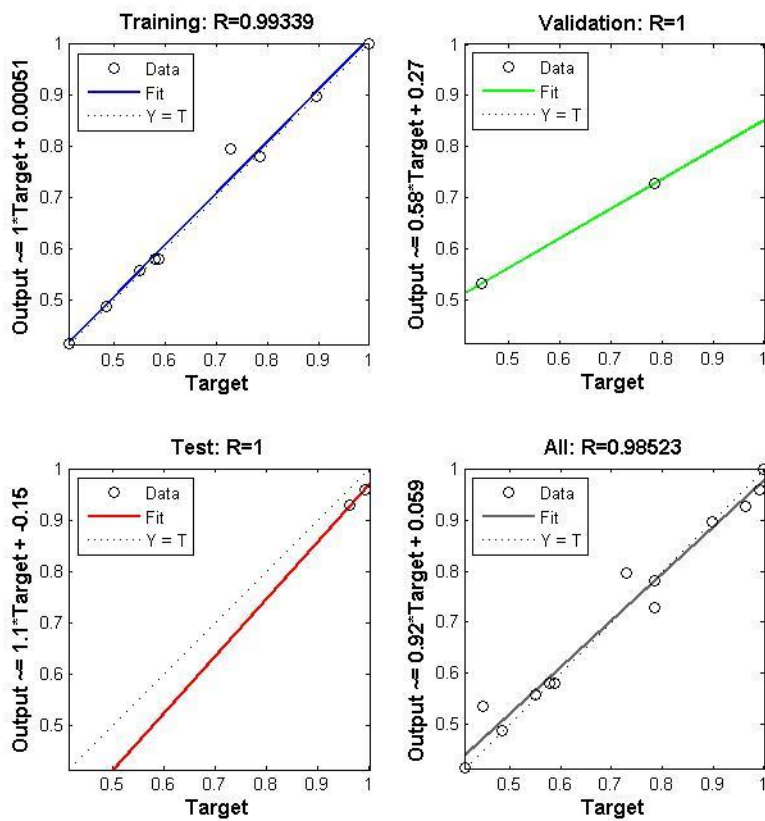 Training: R=0.99339
Output ~= 1*Target + 0.00051
Data
Fit
Y = T
1
0.9
0.8
0.7
0.6
0.5
0.5 0.6 0.7 0.8 0.9 1
Target
Validation: R=1
Output ~= 0.58*Target + 0.27
Data
Fit
Y = T
1
0.9
0.8
0.7
0.6
0.5
0.5 0.6 0.7 0.8 0.9 1
Target
Test: R=1
Output ~= 1.1*Target + -0.15
Data
Fit
Y = T
1
0.9
0.8
0.7
0.6
0.5
0.5 0.6 0.7 0.8 0.9 1
Target
All: R=0.98523
Output ~= 0.92*Target + 0.059
Data
Fit
Y = T
1
0.9
0.8
0.7
0.6
0.5
0.5 0.6 0.7 0.8 0.9 1
Target